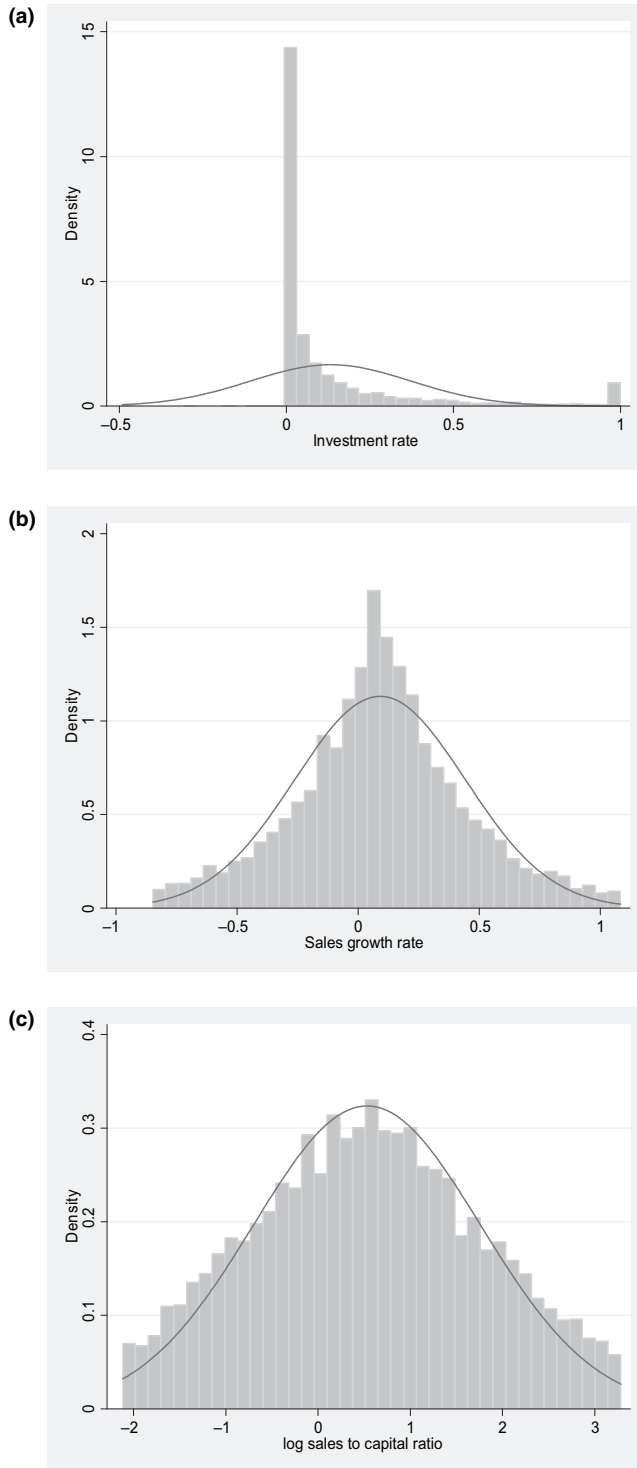 (a)
15
10
5
0
Density
–0.5 0 0.5 1
Investment rate
(b)
2
1.5
1
0.5
0
Density
–1 –0.5 0 0.5 1
Sales growth rate
(c)
0.4
0.3
0.2
0.1
0
Density
–2 –1 0 1 2 3
log sales to capital ratio